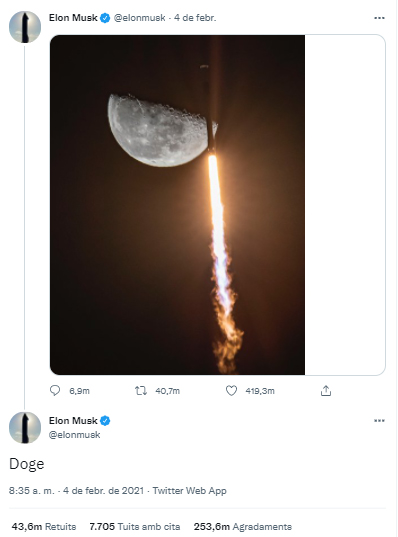 Elon Musk @elonmusk · 4 de febr.
6,9m 40,7m 419,3m
Elon Musk
@elonmusk
Doge
8:35 a. m. · 4 de febr. de 2021 · Twitter Web App
43,6m Retuits 7.705 Tuits amb cita 253,6m Agradaments